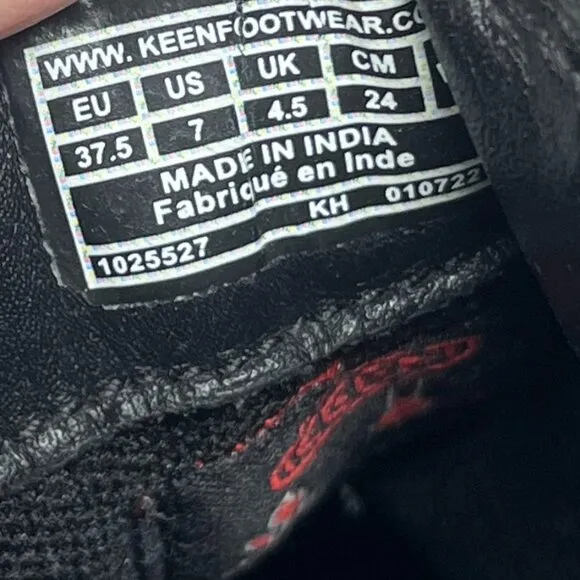 WWW.KEENFOOTWEAR.C
EU US UK CM
37.5 7 4.5 24
MADE IN INDIA
Fabriqué en Inde
KH 010722
1025527